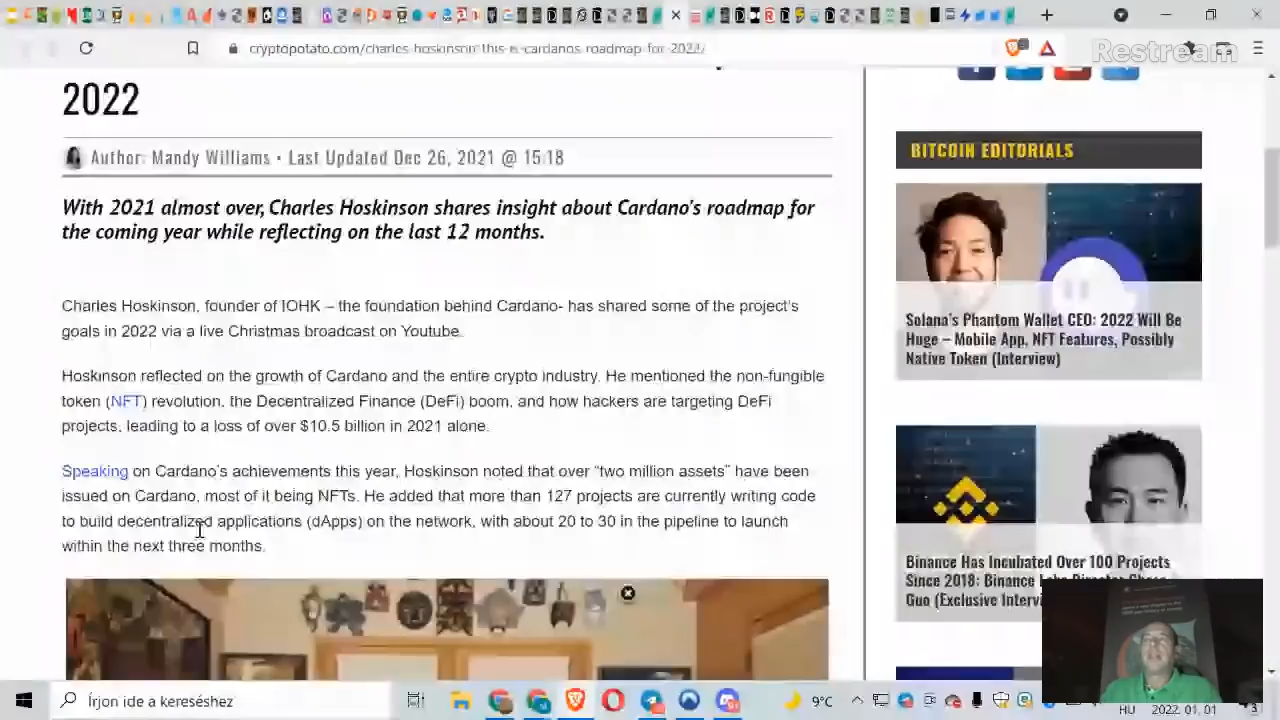 cryptopotato.com/charles-hoskinson-this-is-cardanos-roadmap-for-2022/
Restream
2022
Author: Mandy Williams • Last Updated Dec 26, 2021 @ 15:18
With 2021 almost over, Charles Hoskinson shares insight about Cardano's roadmap for
the coming year while reflecting on the last 12 months.
Charles Hoskinson, founder of IOHK – the foundation behind Cardano- has shared some of the project's
goals in 2022 via a live Christmas broadcast on Youtube.
Hoskinson reflected on the growth of Cardano and the entire crypto industry. He mentioned the non-fungible
token (NFT) revolution, the Decentralized Finance (DeFi) boom, and how hackers are targeting DeFi
projects, leading to a loss of over $10.5 billion in 2021 alone.
Speaking on Cardano's achievements this year, Hoskinson noted that over “two million assets” have been
issued on Cardano, most of it being NFTs. He added that more than 127 projects are currently writing code
to build decentralized applications (dApps) on the network, with about 20 to 30 in the pipeline to launch
within the next three months.
BITCOIN EDITORIALS
Solana's Phantom Wallet CEO: 2022 Will Be
Huge – Mobile App, NFT Features, Possibly
Native Token (Interview)
Binance Has Incubated Over 100 Projects
Since 2018: Binance Labs Director
Guo (Exclusive
Írjon ide a kereséshez
9°C
HU
2022. 01. 01